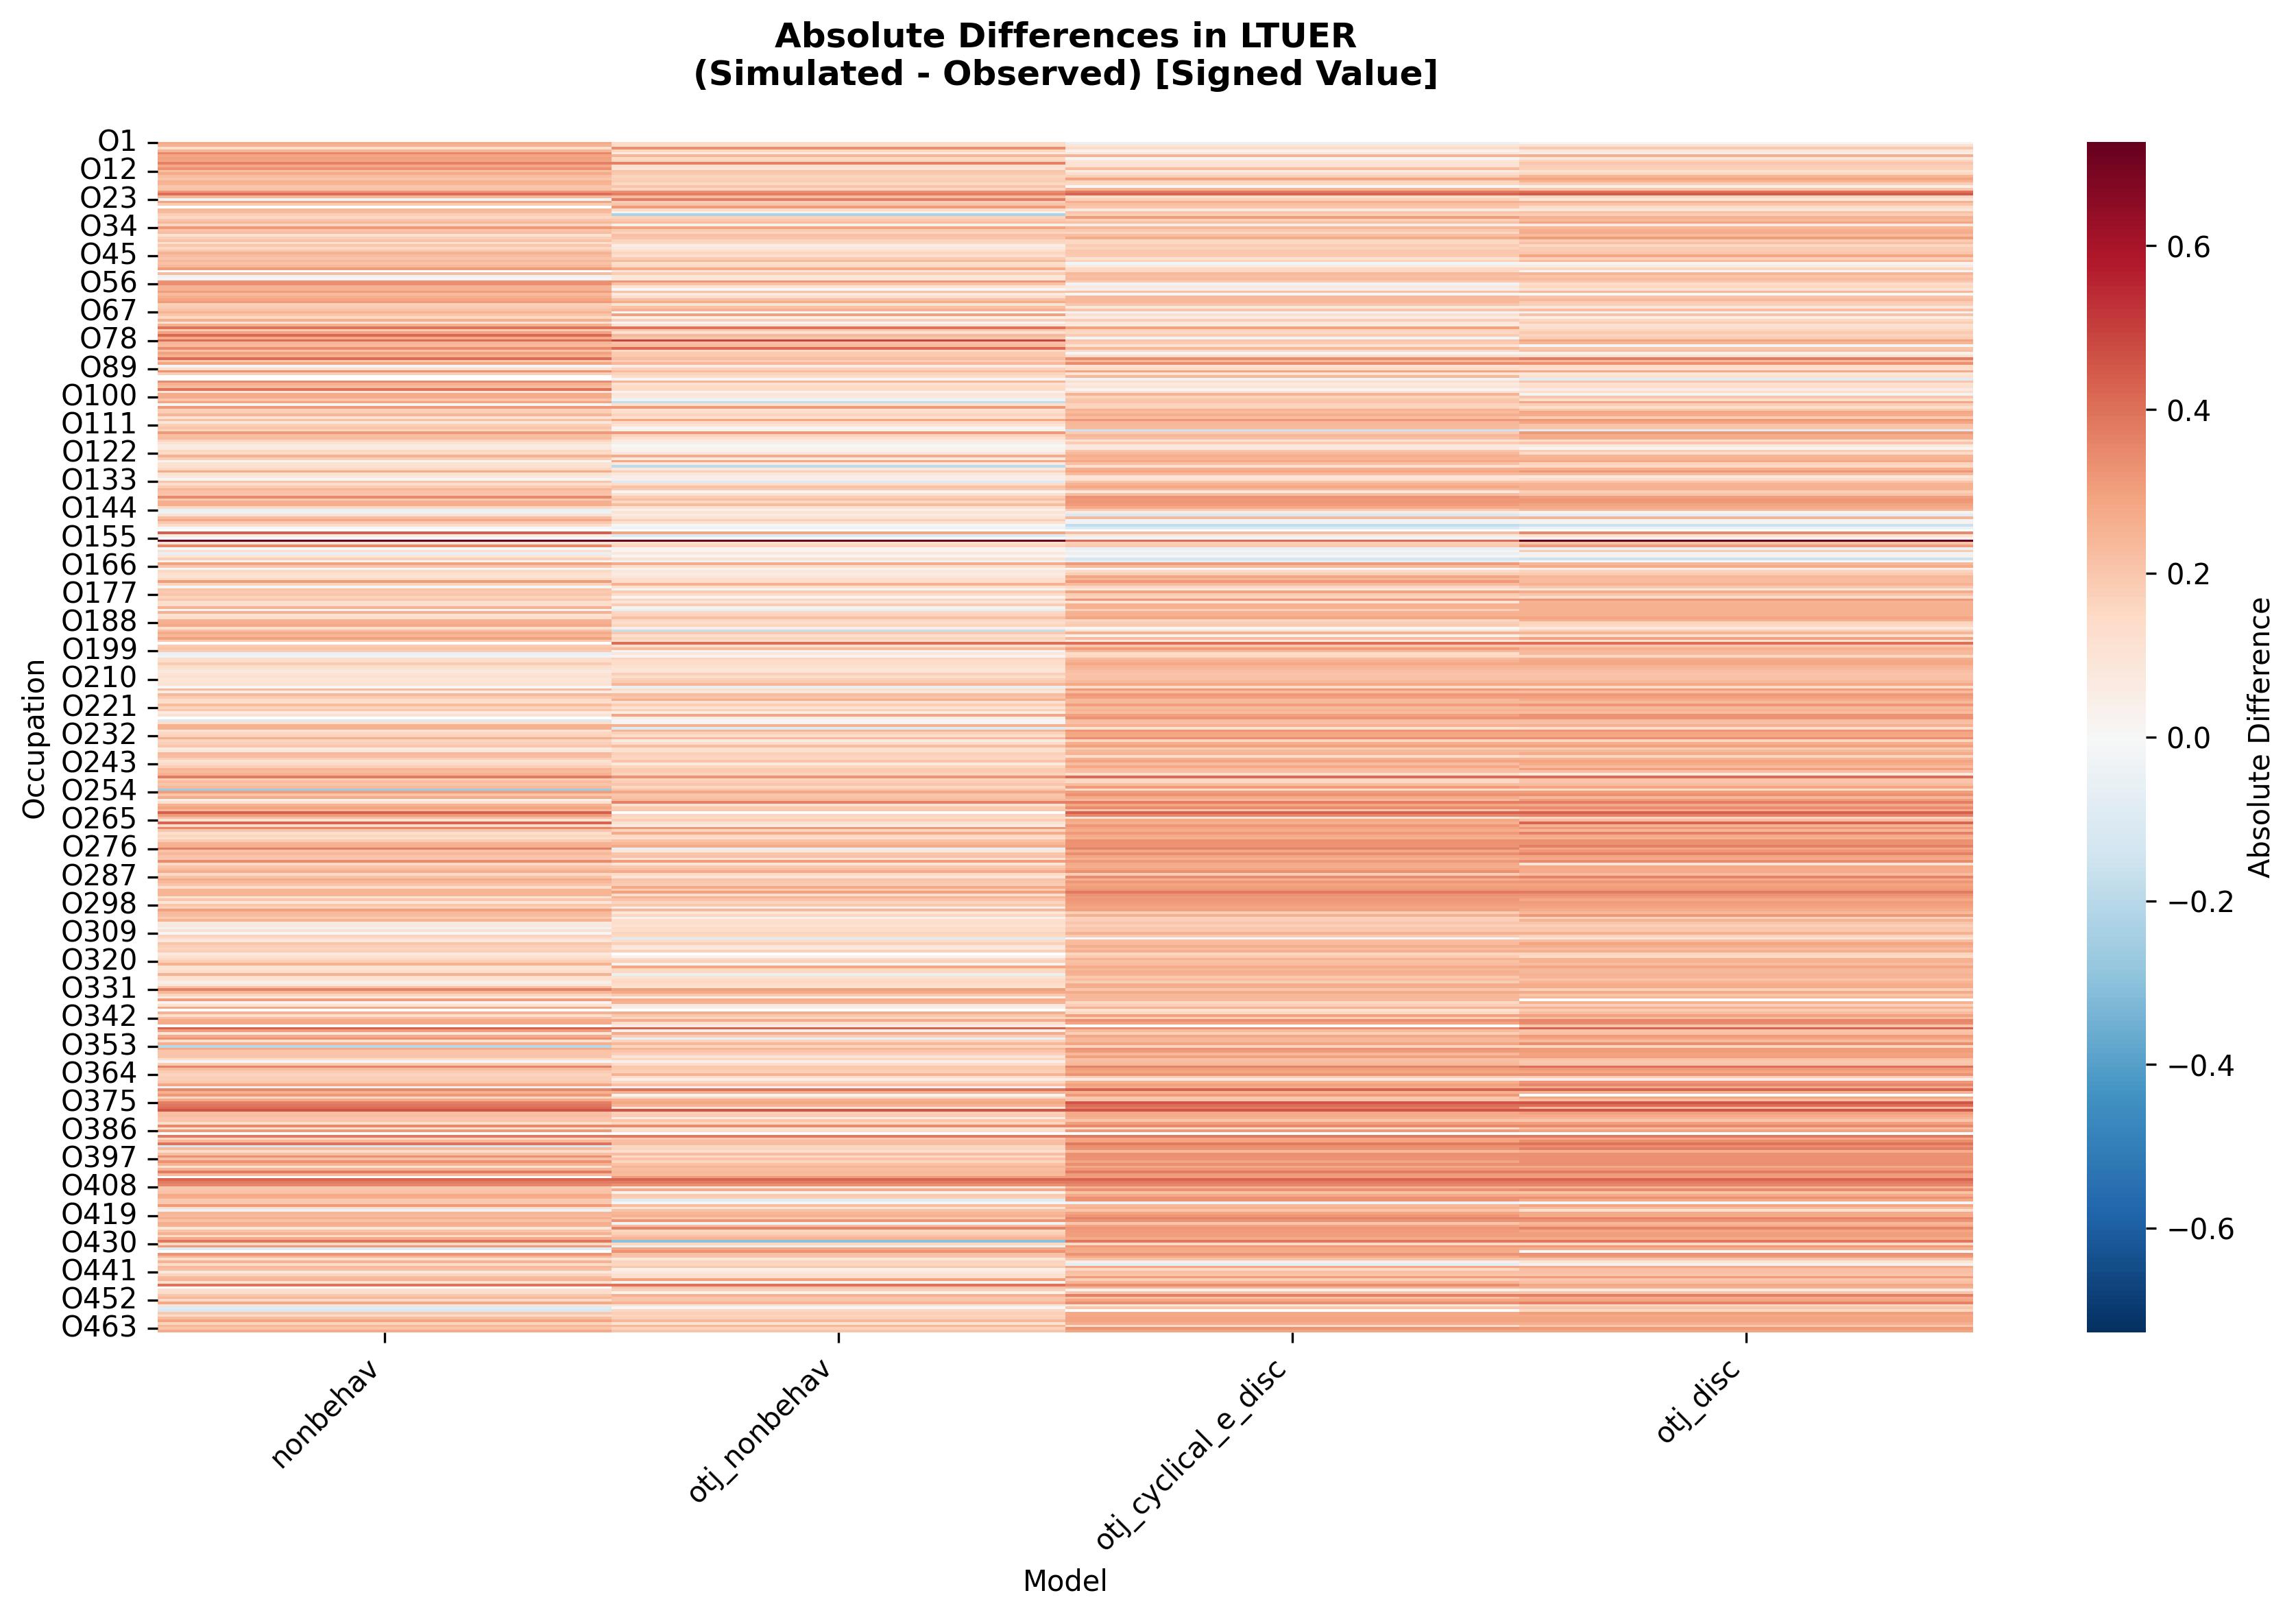 Absolute Differences in LTUER
(Simulated - Observed) [Signed Value]
Occupation
O1
O12
O23
O34
O45
O56
O67
O78
O89
O100
O111
O122
O133
O144
O155
O166
O177
O188
O199
O210
O221
O232
O243
O254
O265
O276
O287
O298
O309
O320
O331
O342
O353
O364
O375
O386
O397
O408
O419
O430
O441
O452
O463
nonbehav
otj_nonbehav
otj_cyclical_e_disc
otj_disc
Model
0.6
0.4
0.2
0.0
−0.2
−0.4
−0.6
Absolute Difference